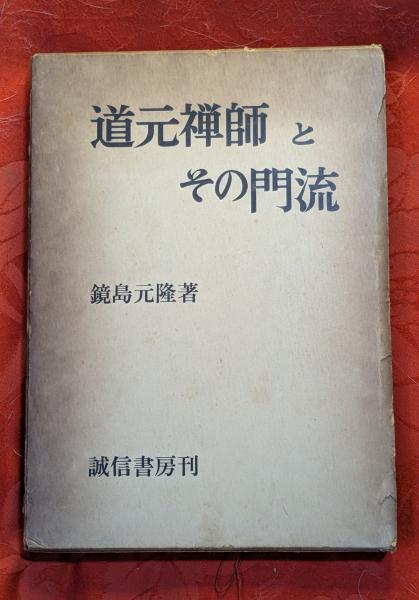 道元禅師と
その門流
鏡島元隆著
誠信書房刊